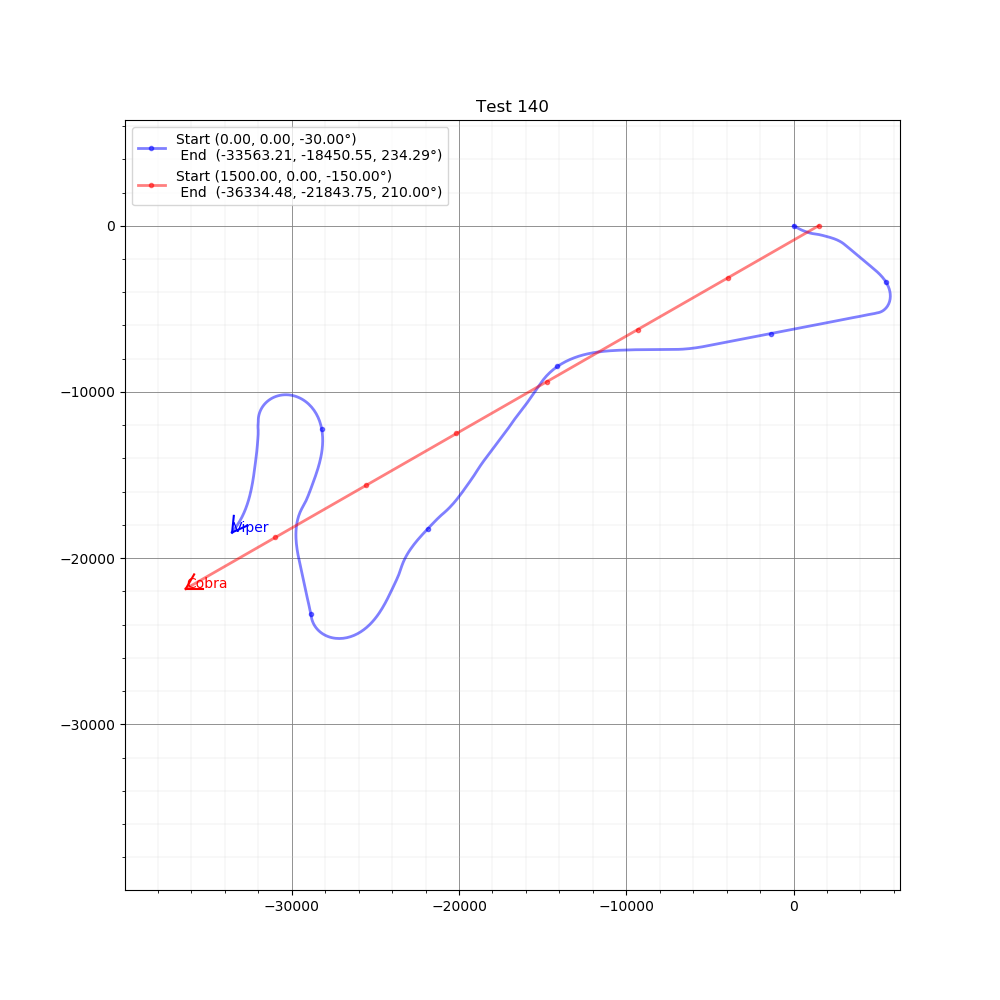 Test 140
Start (0.00, 0.00, -30.00°)
End  (-33563.21, -18450.55, 234.29°)
Start (1500.00, 0.00, -150.00°)
End  (-36334.48, -21843.75, 210.00°)
0
−10000
−20000
−30000
Viper
Cobra
−30000
−20000
−10000
0